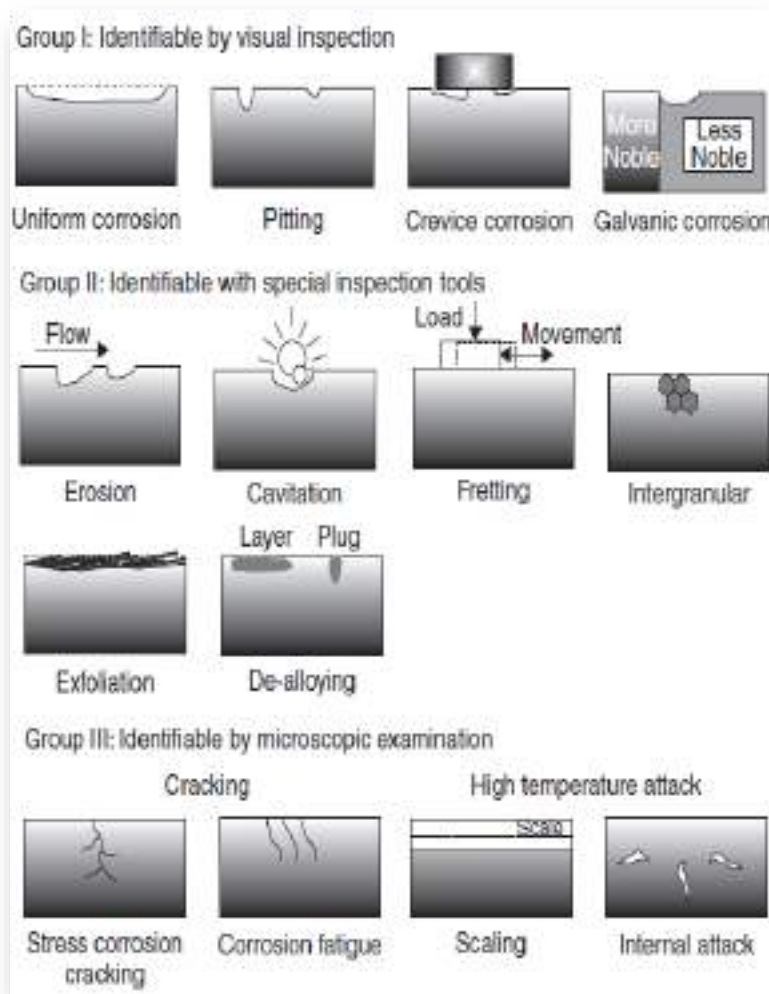 Group I: Identifiable by visual inspection
More
Noble
Less
Noble
Uniform corrosion
Pitting
Crevice corrosion
Galvanic corrosion
Group II: Identifiable with special inspection tools
Flow
Load
Movement
Erosion
Cavitation
Fretting
Intergranular
Layer
Plug
Exfoliation
De-alloying
Group III: Identifiable by microscopic examination
Cracking
High temperature attack
Scale
Stress corrosion
cracking
Corrosion fatigue
Scaling
Internal attack